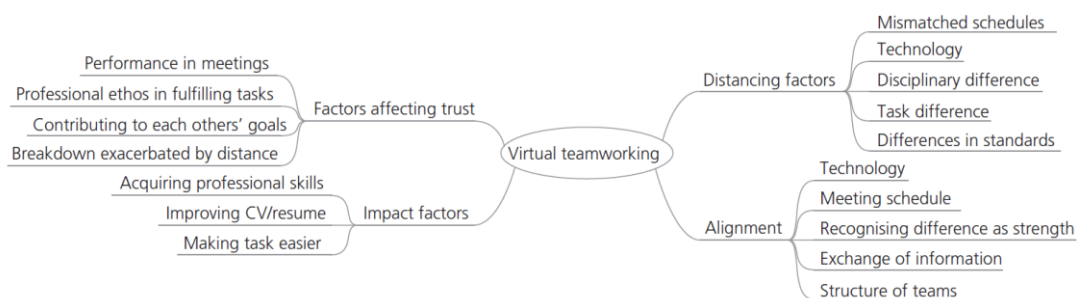 Virtual teamworking
Factors affecting trust
Performance in meetings
Professional ethos in fulfilling tasks
Contributing to each others' goals
Breakdown exacerbated by distance
Impact factors
Acquiring professional skills
Improving CV/resume
Making task easier
Distancing factors
Mismatched schedules
Technology
Disciplinary difference
Task difference
Differences in standards
Alignment
Technology
Meeting schedule
Recognising difference as strength
Exchange of information
Structure of teams